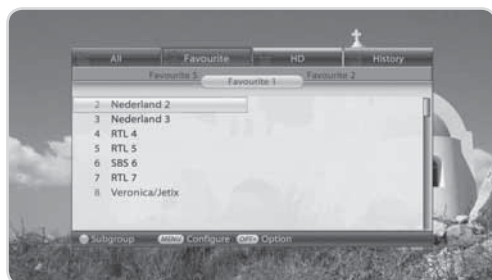 All Favourite HD History
Favourite 5 Favourite 1 Favourite 2
2 Nederland 2
3 Nederland 3
4 RTL 4
5 RTL 5
6 SBS 6
7 RTL 7
8 Veronica/Jetix
Subgroup MENU Configure OPT+ Option